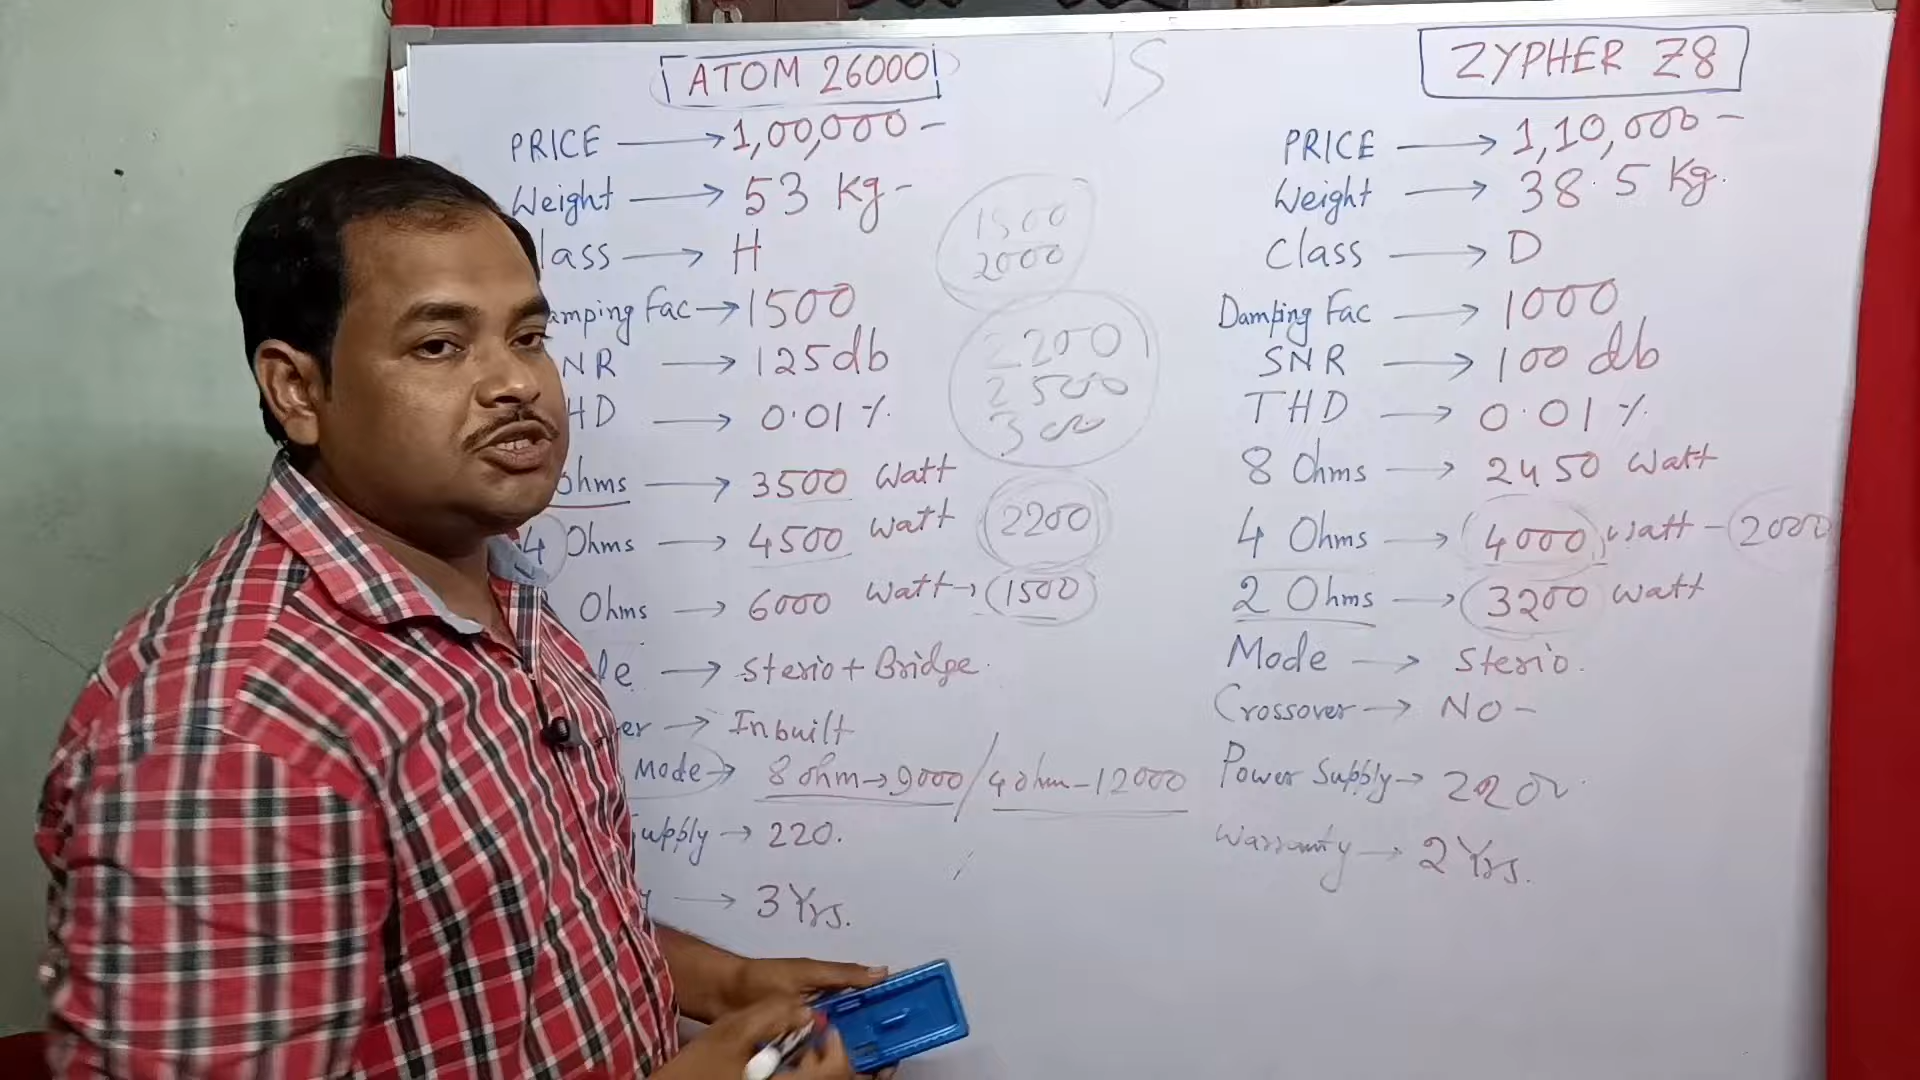 ATOM 26000
VS
ZYPHER Z8
PRICE → 1,00,000 -
Weight → 53 Kg -
lass → H
amping Fac → 1500
NR → 125db
HD → 0.01 %
ohms → 3500 Watt
4 Ohms → 4500 Watt 2200
Ohms → 6000 Watt → 1500
de → Sterio + Bridge.
er → Inbuilt
Mode → 8 ohm → 9000 / 4 ohm - 12000
upply → 220.
y → 3 Yrs.
1500
2000
2200
2500
3000
PRICE → 1,10,000 -
Weight → 38.5 Kg.
Class → D
Damping Fac → 1000
SNR → 100 db
THD → 0.01 %
8 Ohms → 2450 Watt
4 Ohms → 4000 Watt - 2000
2 Ohms → 3200 Watt
Mode → Sterio.
Crossover → NO -
Power Supply → 220v
Warranty → 2 Yrs.